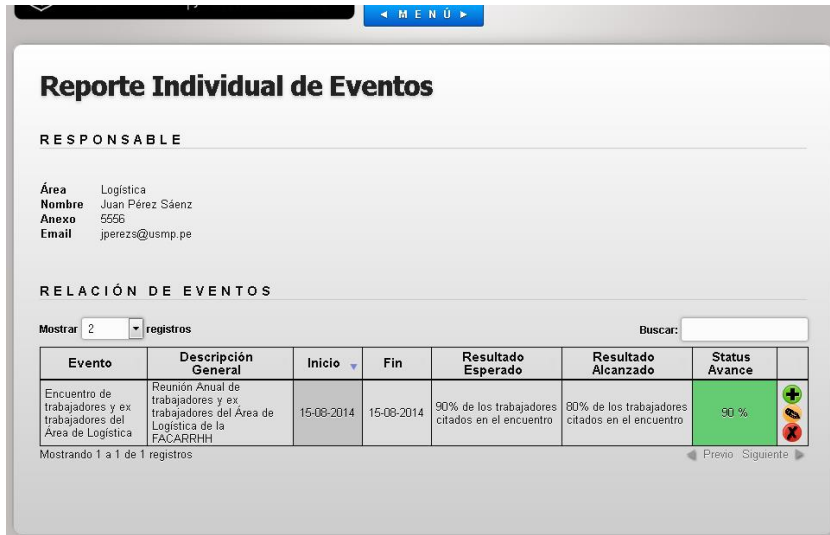 ◄ MENÚ ►
Reporte Individual de Eventos
RESPONSABLE
Área Logística
Nombre Juan Pérez Sáenz
Anexo 5556
Email jperezs@usmp.pe
RELACIÓN DE EVENTOS
Mostrar 2 registros Buscar:
Evento Descripción General Inicio Fin Resultado Esperado Resultado Alcanzado Status Avance
Encuentro de
trabajadores y ex
trabajadores del
Área de Logística
Reunión Anual de
trabajadores y ex
trabajadores del Área de
Logística de la
FACARRHH
15-08-2014
15-08-2014
90% de los trabajadores
citados en el encuentro
80% de los trabajadores
citados en el encuentro
90 %
Mostrando 1 a 1 de 1 registros Previo Siguiente